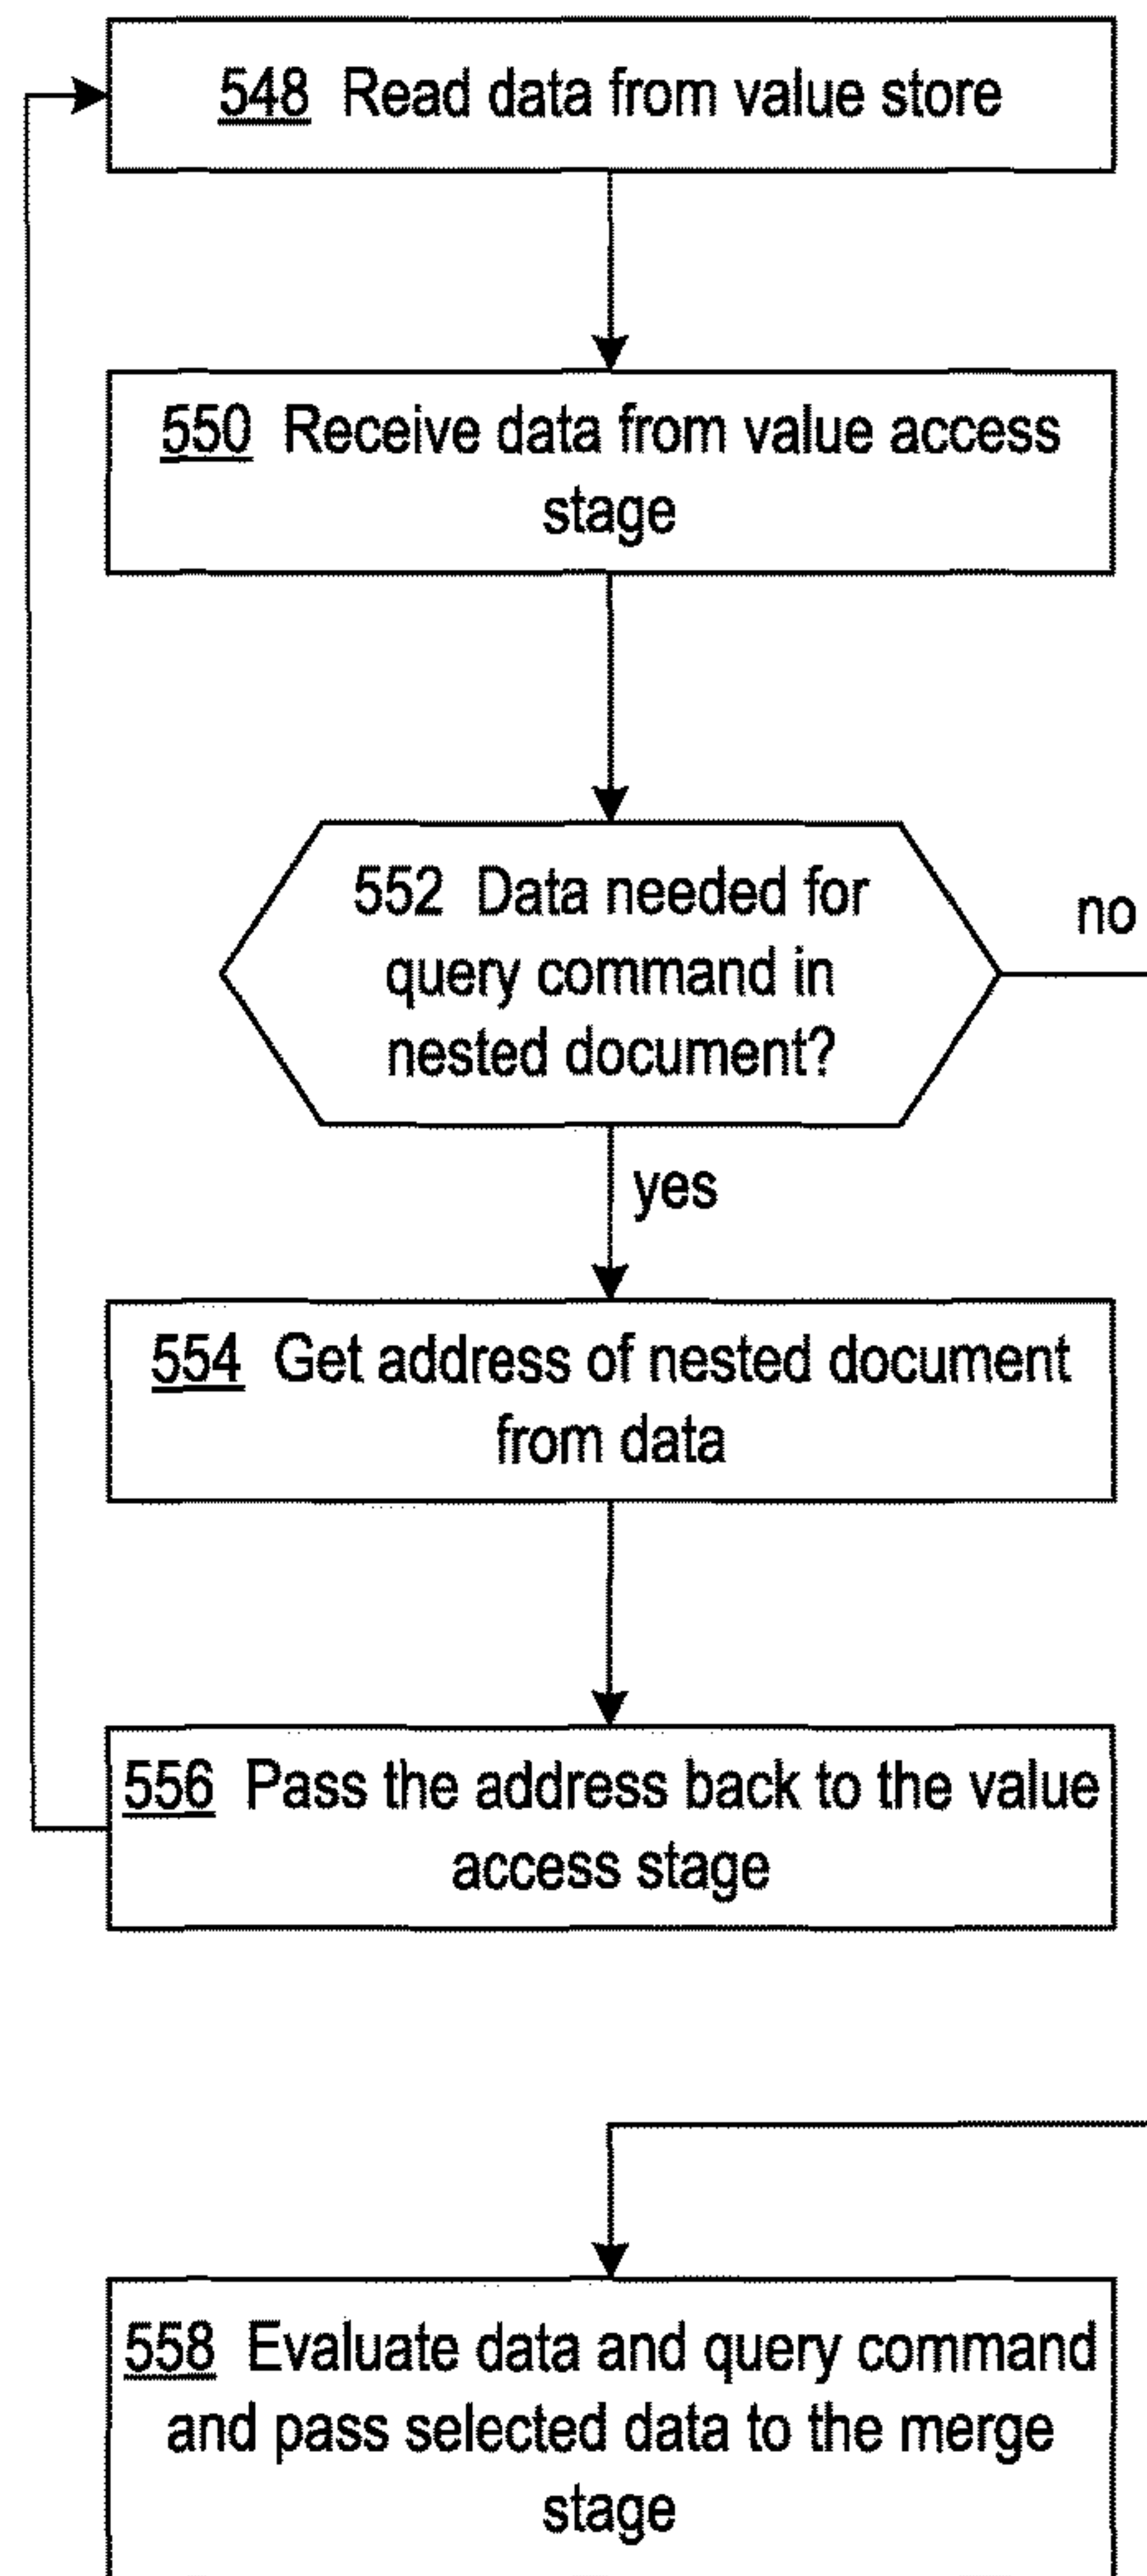 548 Read data from value store
550 Receive data from value access
stage
552 Data needed for
query command in
nested document?
no
yes
554 Get address of nested document
from data
556 Pass the address back to the value
access stage
558 Evaluate data and query command
and pass selected data to the merge
stage